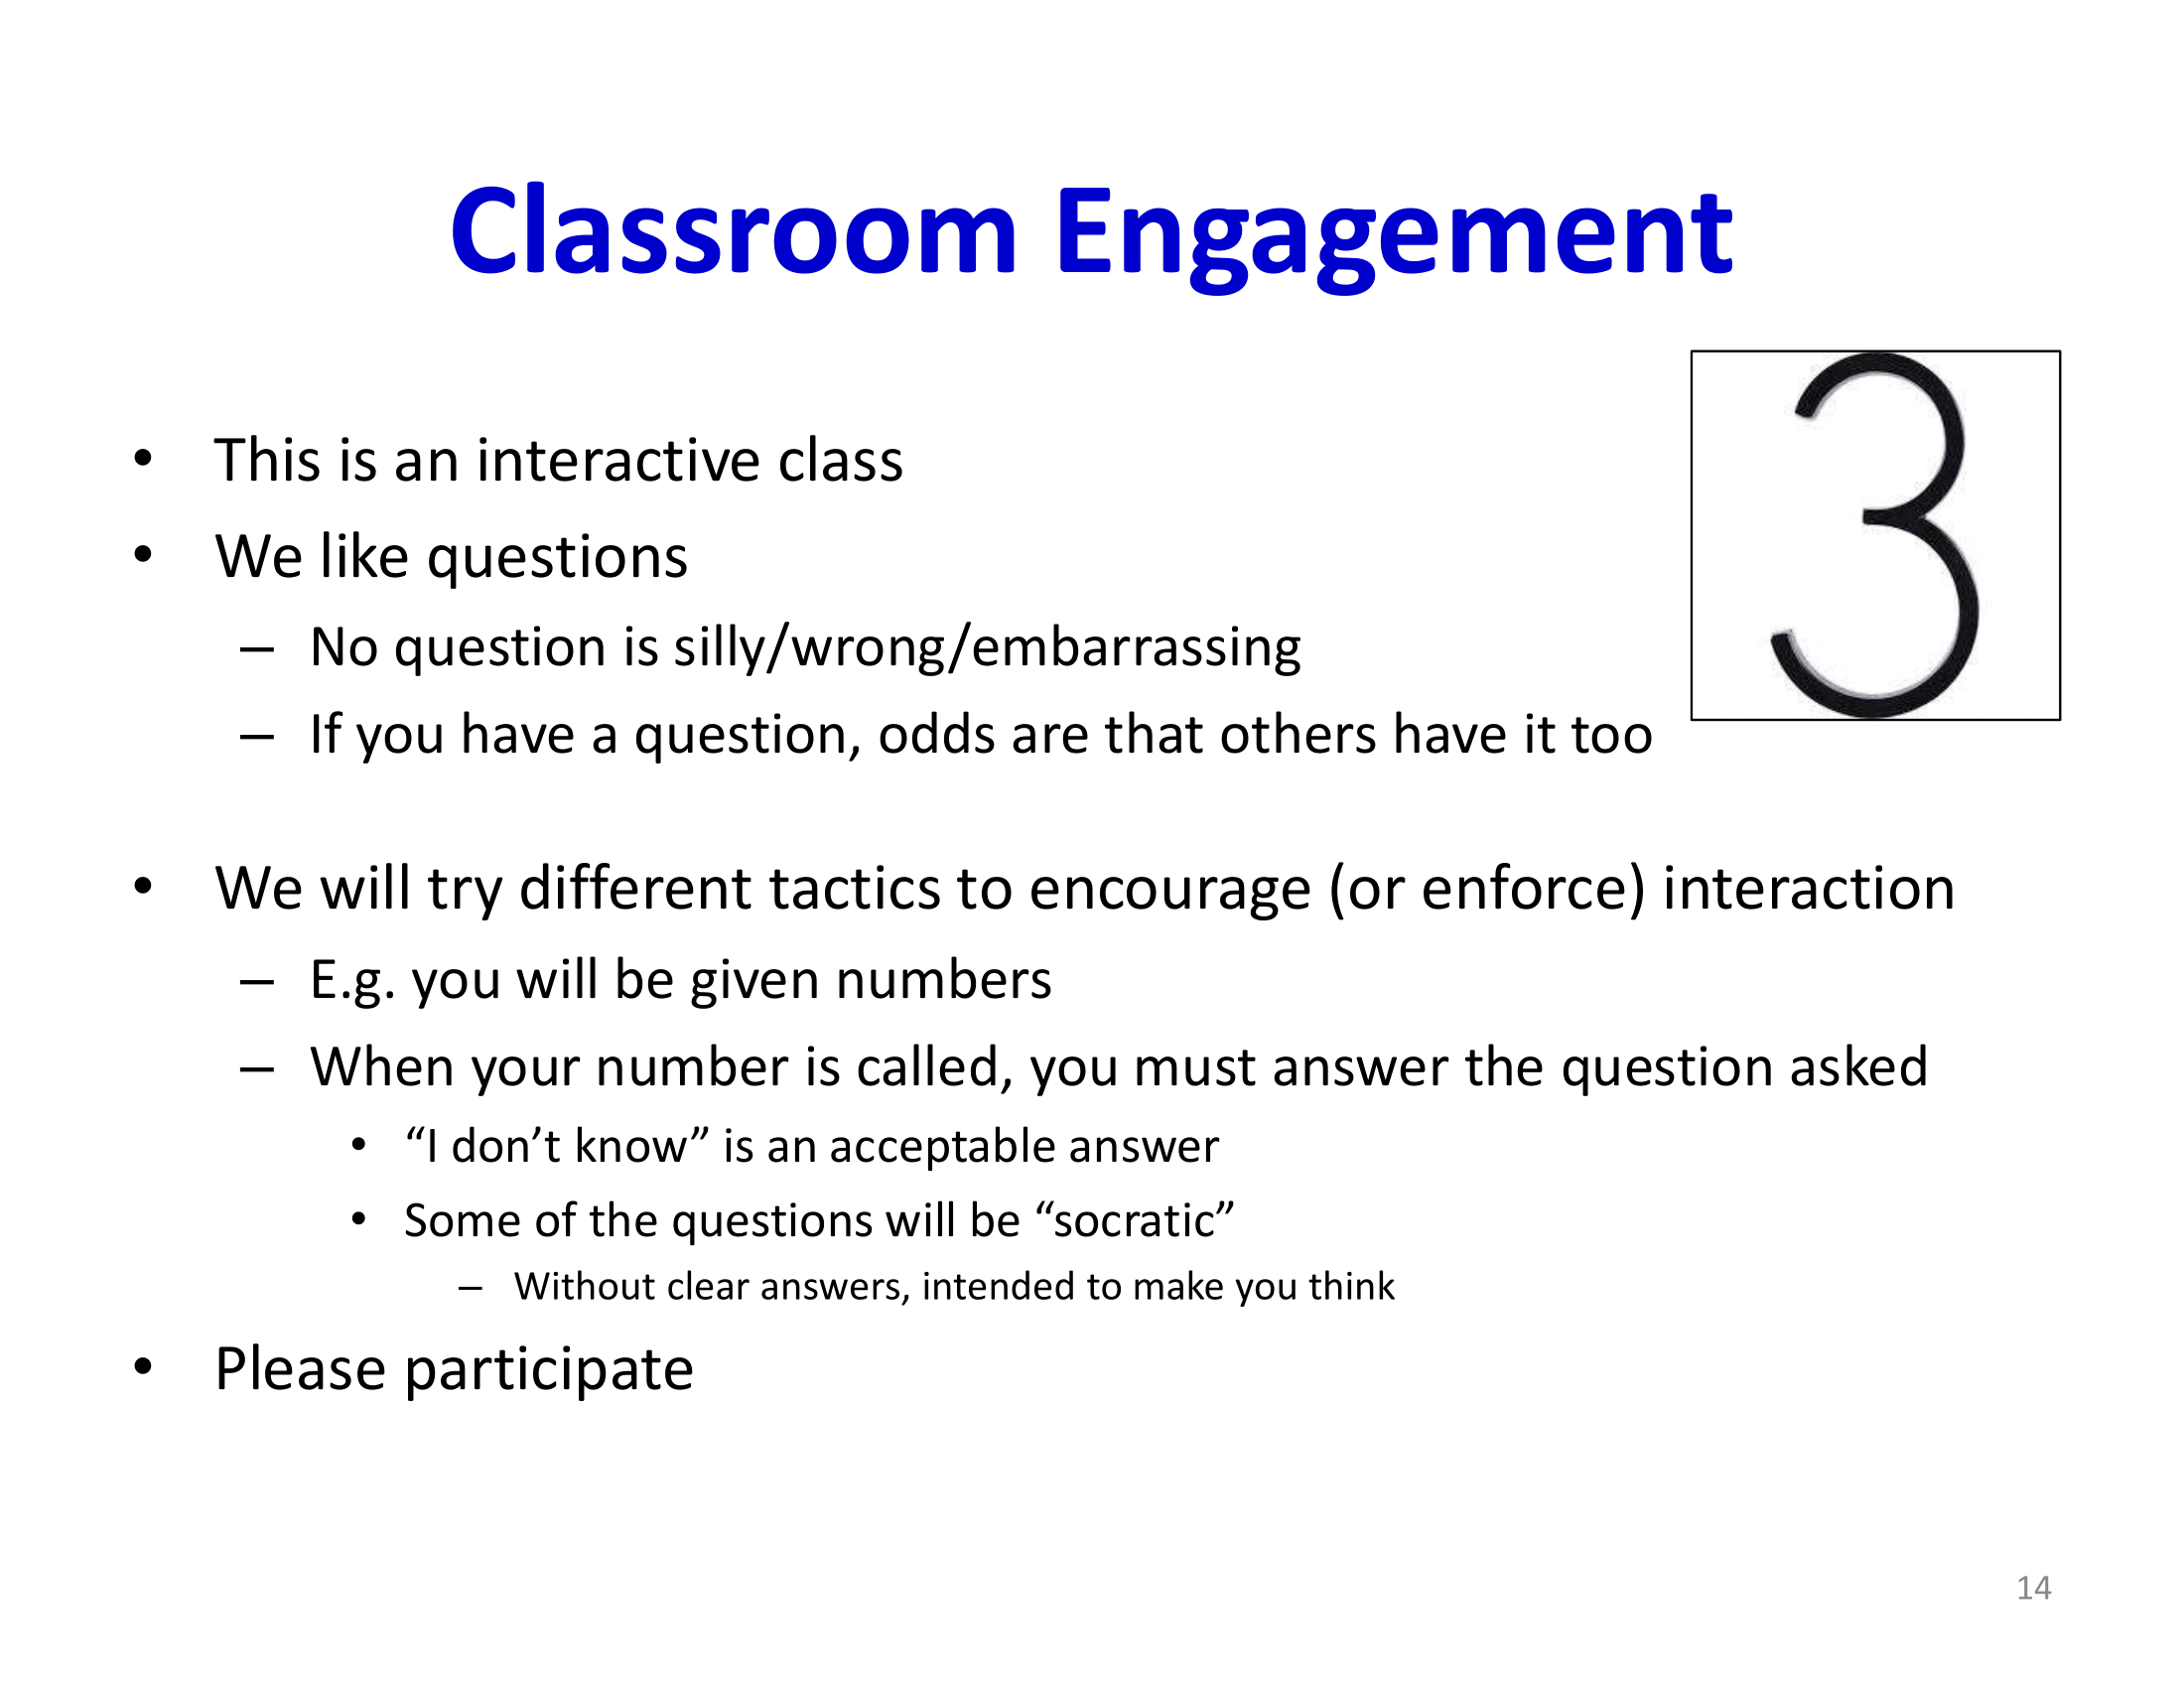 Classroom Engagement
3
• This is an interactive class
• We like questions
– No question is silly/wrong/embarrassing
– If you have a question, odds are that others have it too
• We will try different tactics to encourage (or enforce) interaction
– E.g. you will be given numbers
– When your number is called, you must answer the question asked
• “I don’t know” is an acceptable answer
• Some of the questions will be “socratic”
– Without clear answers, intended to make you think
• Please participate
14